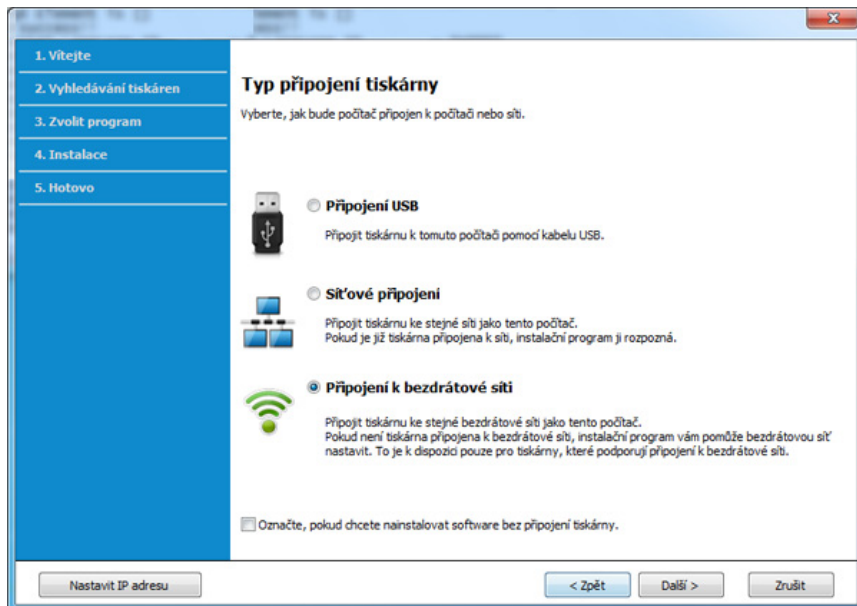 1. Vítejte
2. Vyhledávání tiskáren
3. Zvolit program
4. Instalace
5. Hotovo
Typ připojení tiskárny
Vyberte, jak bude počítač připojen k počítači nebo síti.
Připojení USB
Připojit tiskárnu k tomuto počítači pomocí kabelu USB.
Síťové připojení
Připojit tiskárnu ke stejné síti jako tento počítač.
Pokud je již tiskárna připojena k síti, instalační program ji rozpozná.
Připojení k bezdrátové síti
Připojit tiskárnu ke stejné bezdrátové síti jako tento počítač.
Pokud není tiskárna připojena k bezdrátové síti, instalační program vám pomůže bezdrátovou síť
nastavit. To je k dispozici pouze pro tiskárny, které podporují připojení k bezdrátové síti.
Označte, pokud chcete nainstalovat software bez připojení tiskárny.
Nastavit IP adresu
< Zpět
Další >
Zrušit